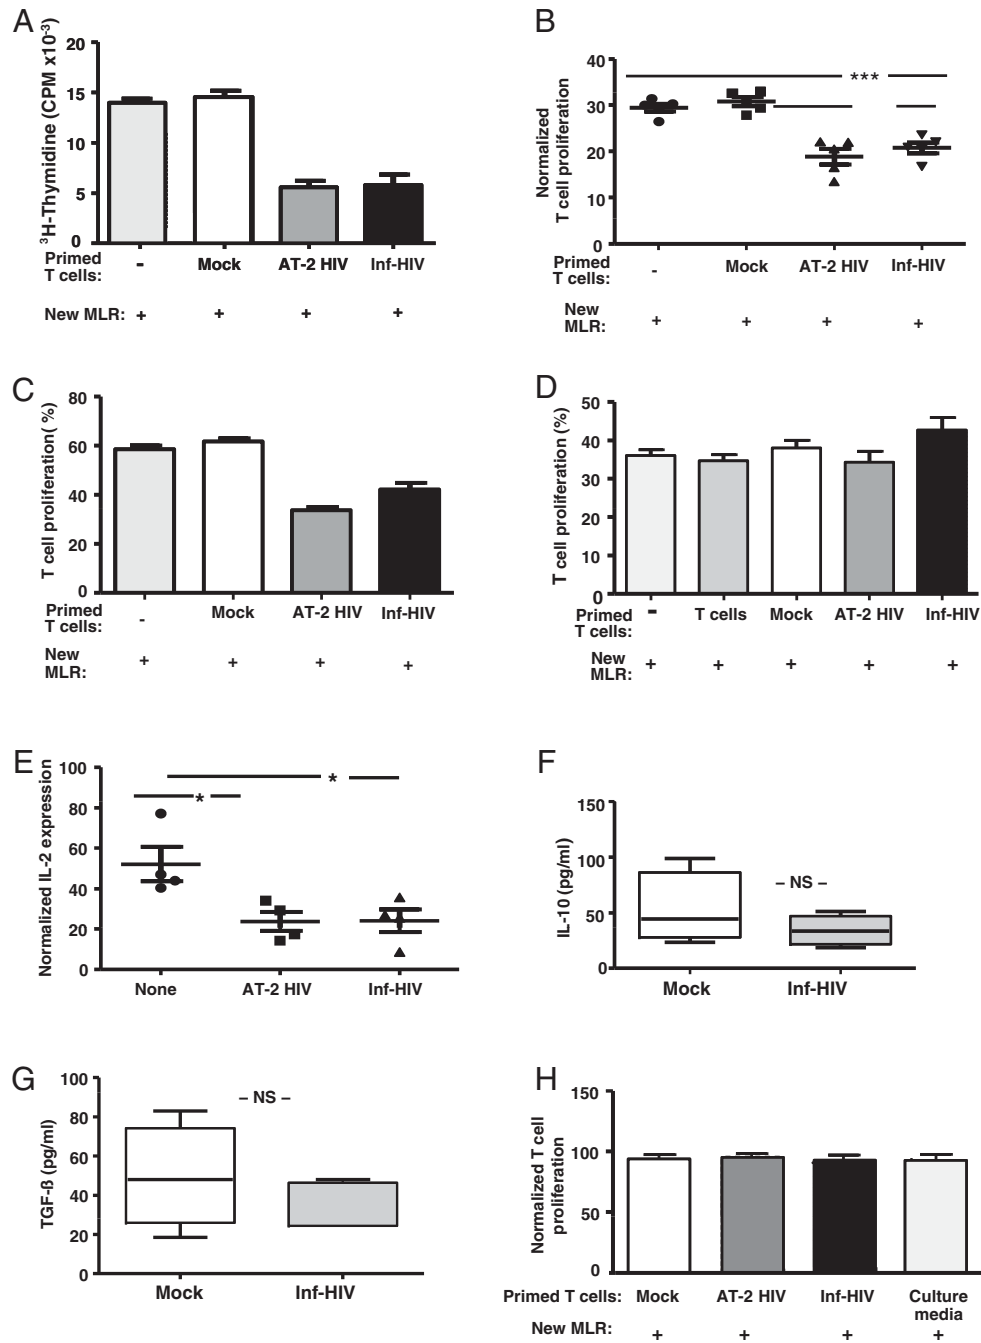 A
³H-Thymidine (CPM x10⁻³)
20
15
10
5
0
Primed
T cells:
- Mock AT-2 HIV Inf-HIV
New MLR: + + + +
B
Normalized
T cell proliferation
40
30
20
10
0
***
Primed
T cells:
- Mock AT-2 HIV Inf-HIV
New
MLR:
+ + + +
C
T cell proliferation( %)
80
60
40
20
0
Primed
T cells:
- Mock AT-2 HIV Inf-HIV
New
MLR:
+ + + +
D
T cell proliferation (%)
50
40
30
20
10
0
Primed
T cells:
- T cells Mock AT-2 HIV Inf-HIV
New
MLR:
+ + + + +
E
Normalized IL-2 expression
100
80
60
40
20
0
*
*
None AT-2 HIV Inf-HIV
F
IL-10 (pg/ml)
150
100
50
0
– NS –
Mock Inf-HIV
G
TGF-ß (pg/ml)
100
80
60
40
20
0
– NS –
Mock Inf-HIV
H
Normalized T cell
proliferation
150
100
50
0
Primed T cells: Mock AT-2 HIV Inf-HIV Culture
media
New MLR: + + + +